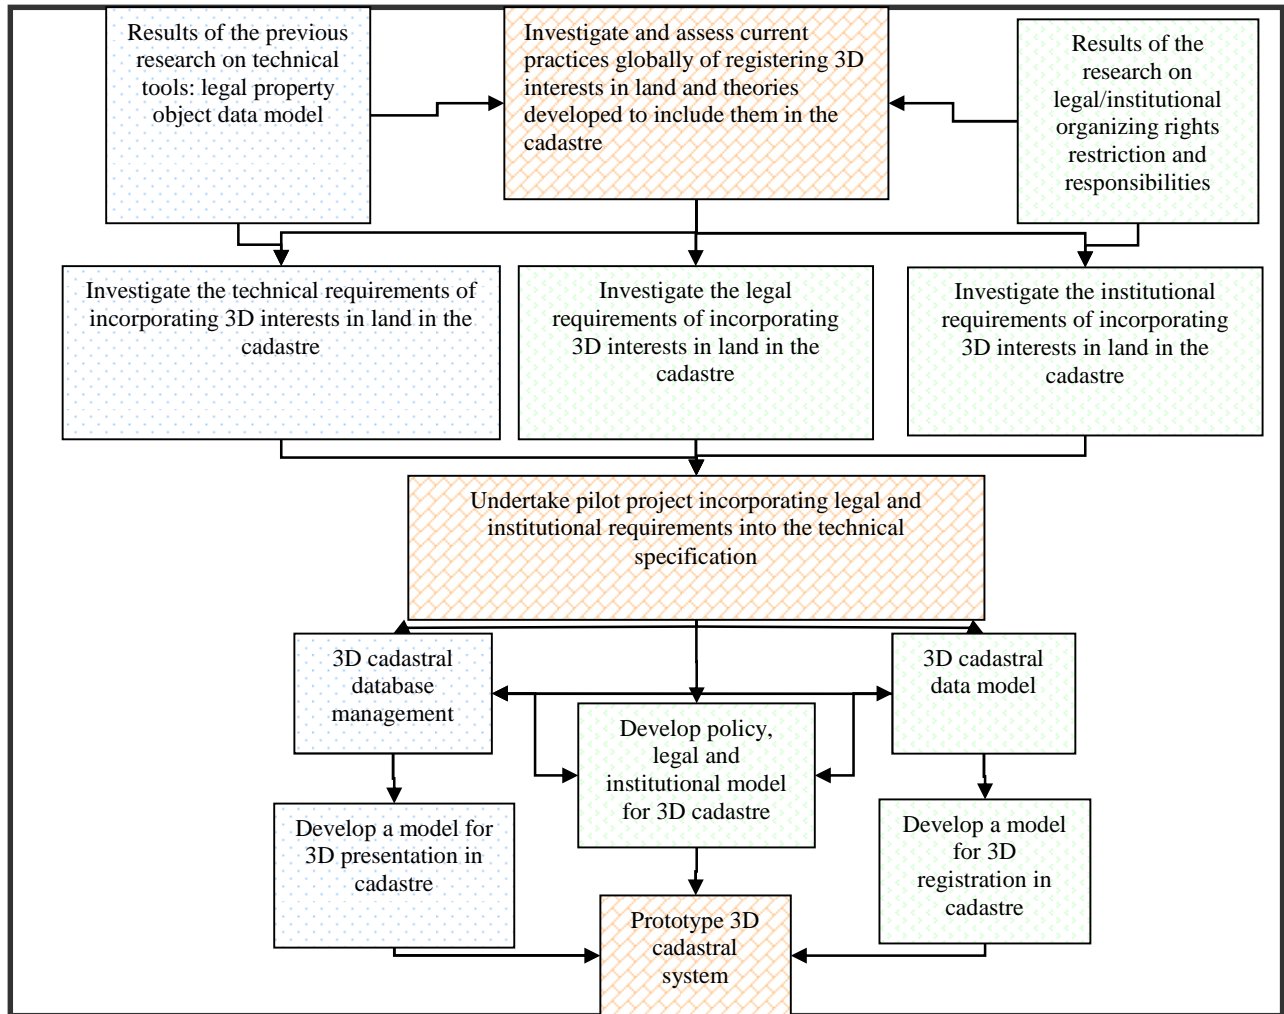 Results of the previous
research on technical
tools: legal property
object data model
Investigate and assess current
practices globally of registering 3D
interests in land and theories
developed to include them in the
cadastre
Results of the
research on
legal/institutional
organizing rights
restriction and
responsibilities
Investigate the technical requirements of
incorporating 3D interests in land in the
cadastre
Investigate the legal
requirements of incorporating
3D interests in land in the
cadastre
Investigate the institutional
requirements of incorporating
3D interests in land in the
cadastre
Undertake pilot project incorporating legal and
institutional requirements into the technical
specification
3D cadastral
database
management
3D cadastral
data model
Develop policy,
legal and
institutional model
for 3D cadastre
Develop a model for
3D presentation in
cadastre
Develop a model
for 3D
registration in
cadastre
Prototype 3D
cadastral
system